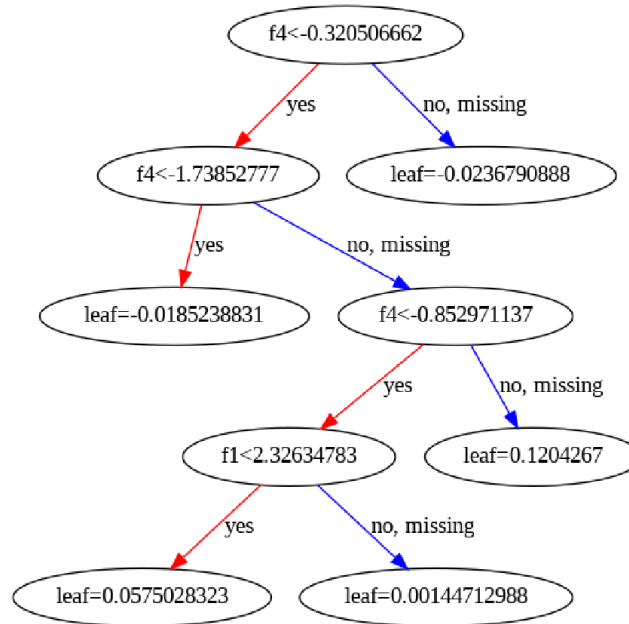 f4<-0.320506662
yes
no, missing
f4<-1.73852777
leaf=-0.0236790888
yes
no, missing
leaf=-0.0185238831
f4<-0.852971137
yes
no, missing
f1<2.32634783
leaf=0.1204267
yes
no, missing
leaf=0.0575028323
leaf=0.00144712988